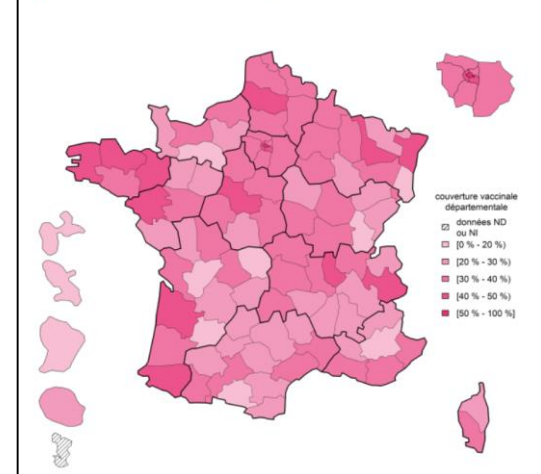 couverture vaccinale
départementale
données ND
ou NI
[0 % - 20 %)
[20 % - 30 %)
[30 % - 40 %)
[40 % - 50 %)
[50 % - 100 %]